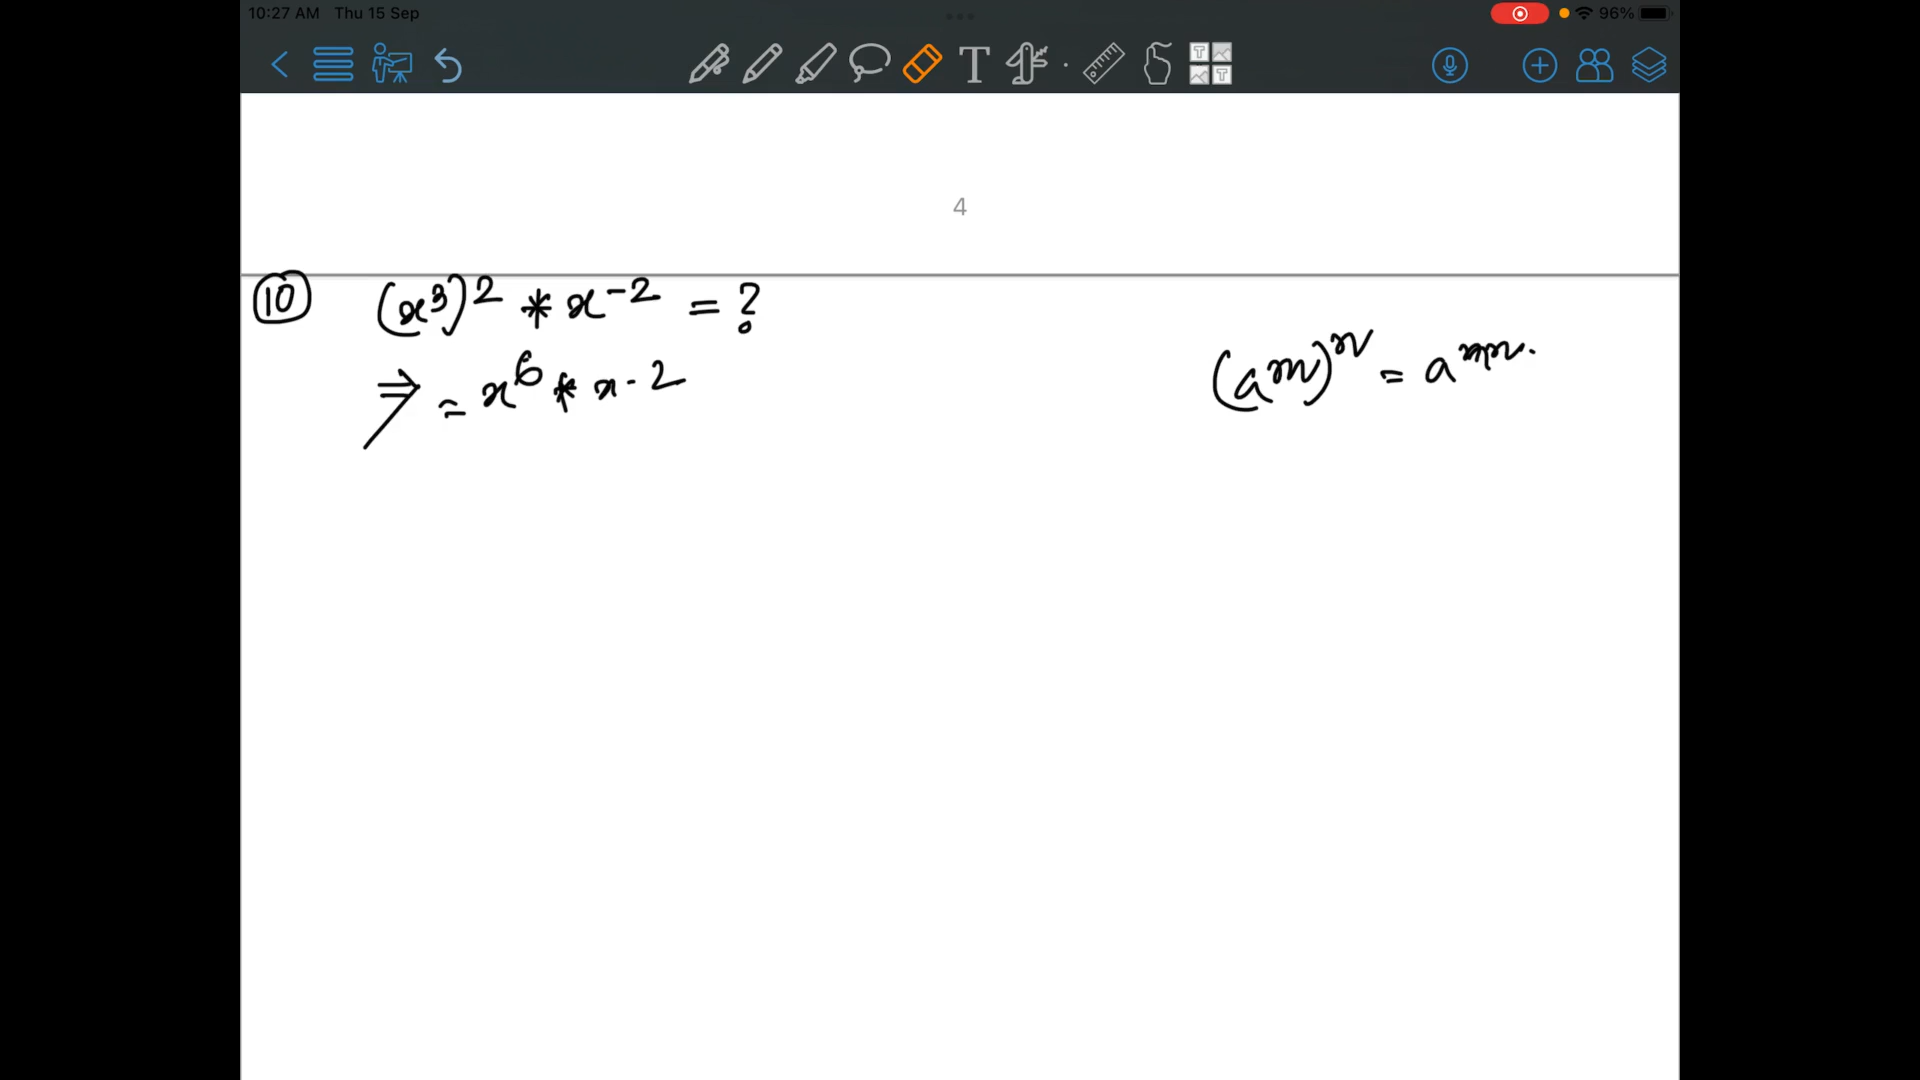 10:27 AM Thu 15 Sep
96%
T
4
⑩ (x³)² * x⁻² = ?
⇒ = x⁶ * x - 2
(aᵐ)ⁿ = aᵐⁿ.